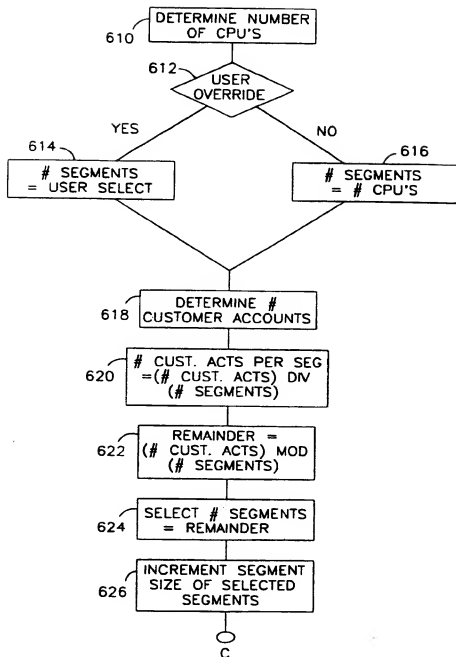 610
DETERMINE NUMBER
OF CPU'S
612
USER
OVERRIDE
YES
NO
614
# SEGMENTS
= USER SELECT
616
# SEGMENTS
= # CPU'S
618
DETERMINE #
CUSTOMER ACCOUNTS
620
# CUST. ACTS PER SEG
=(# CUST. ACTS) DIV
(# SEGMENTS)
622
REMAINDER =
(# CUST. ACTS) MOD
(# SEGMENTS)
624
SELECT # SEGMENTS
= REMAINDER
626
INCREMENT SEGMENT
SIZE OF SELECTED
SEGMENTS
C